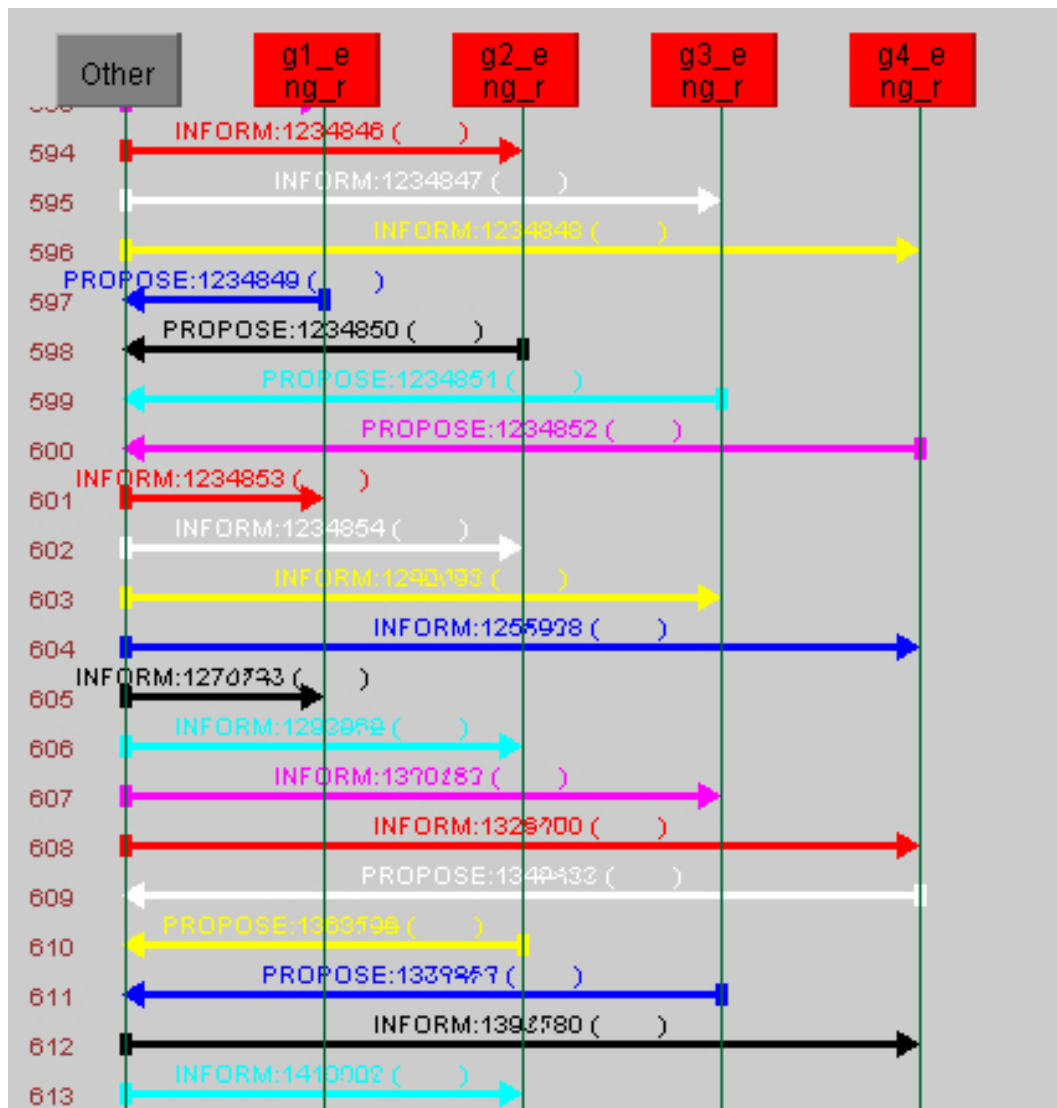 Other
g1_e
ng_r
g2_e
ng_r
g3_e
ng_r
g4_e
ng_r
INFORM:1234846 ( )
594
INFORM:1234847 ( )
595
INFORM:1234848 ( )
596
PROPOSE:1234849 ( )
597
PROPOSE:1234850 ( )
598
PROPOSE:1234851 ( )
599
PROPOSE:1234852 ( )
600
INFORM:1234853 ( )
601
INFORM:1234854 ( )
602
INFORM: ( )
603
INFORM: ( )
604
INFORM: ( )
605
INFORM: ( )
606
INFORM: ( )
607
INFORM: ( )
608
PROPOSE: ( )
609
PROPOSE: ( )
610
PROPOSE: ( )
611
INFORM: ( )
612
INFORM: ( )
613